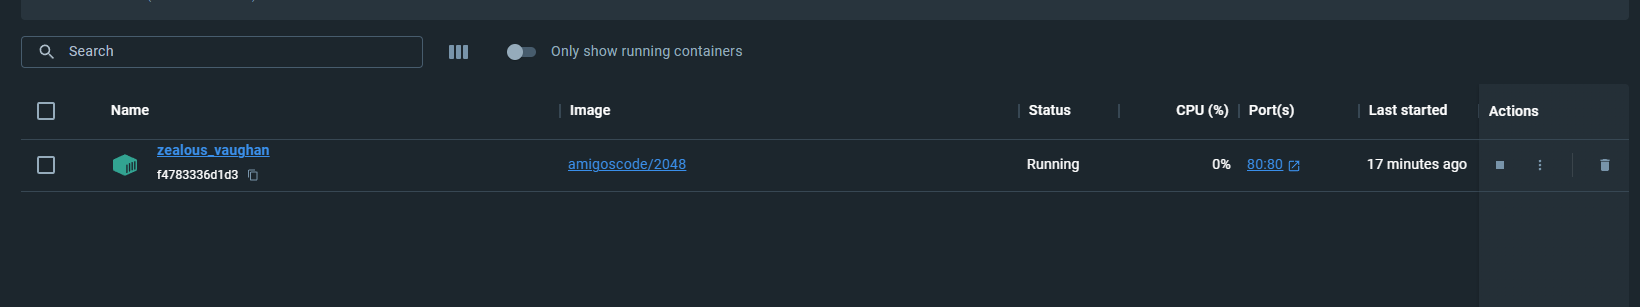 Search
Only show running containers
Name Image Status CPU (%) Port(s) Last started Actions
zealous_vaughan
f4783336d1d3
amigoscode/2048 Running 0% 80:80 17 minutes ago